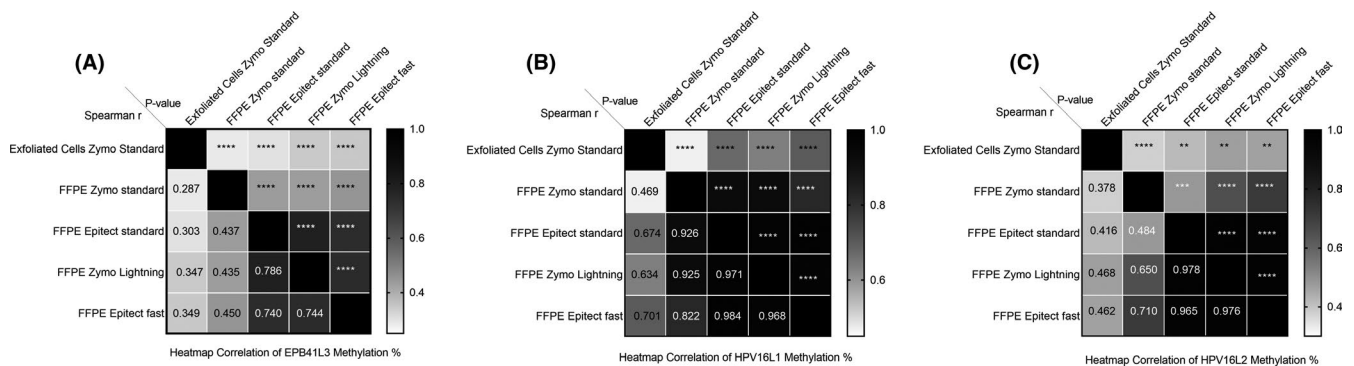 (A)
Exfoliated Cells Zymo Standard
FFPE Zymo standard
FFPE Epitect standard
FFPE Zymo Lightning
FFPE Epitect fast
P-value
Spearman r
Exfoliated Cells Zymo Standard **** **** **** ****
FFPE Zymo standard 0.287 **** **** ****
FFPE Epitect standard 0.303 0.437 **** ****
FFPE Zymo Lightning 0.347 0.435 0.786 ****
FFPE Epitect fast 0.349 0.450 0.740 0.744
1.0
0.8
0.6
0.4
Heatmap Correlation of EPB41L3 Methylation %
(B)
Exfoliated Cells Zymo Standard
FFPE Zymo standard
FFPE Epitect standard
FFPE Zymo Lightning
FFPE Epitect fast
P-value
Spearman r
Exfoliated Cells Zymo Standard **** **** **** ****
FFPE Zymo standard 0.469 **** **** ****
FFPE Epitect standard 0.674 0.926 **** ****
FFPE Zymo Lightning 0.634 0.925 0.971 ****
FFPE Epitect fast 0.701 0.822 0.984 0.968
1.0
0.8
0.6
Heatmap Correlation of HPV16L1 Methylation %
(C)
Exfoliated Cells Zymo Standard
FFPE Zymo standard
FFPE Epitect standard
FFPE Zymo Lightning
FFPE Epitect fast
P-value
Spearman r
Exfoliated Cells Zymo Standard **** ** ** **
FFPE Zymo standard 0.378 *** **** ****
FFPE Epitect standard 0.416 0.484 **** ****
FFPE Zymo Lightning 0.468 0.650 0.978 ****
FFPE Epitect fast 0.462 0.710 0.965 0.976
1.0
0.8
0.6
0.4
Heatmap Correlation of HPV16L2 Methylation %